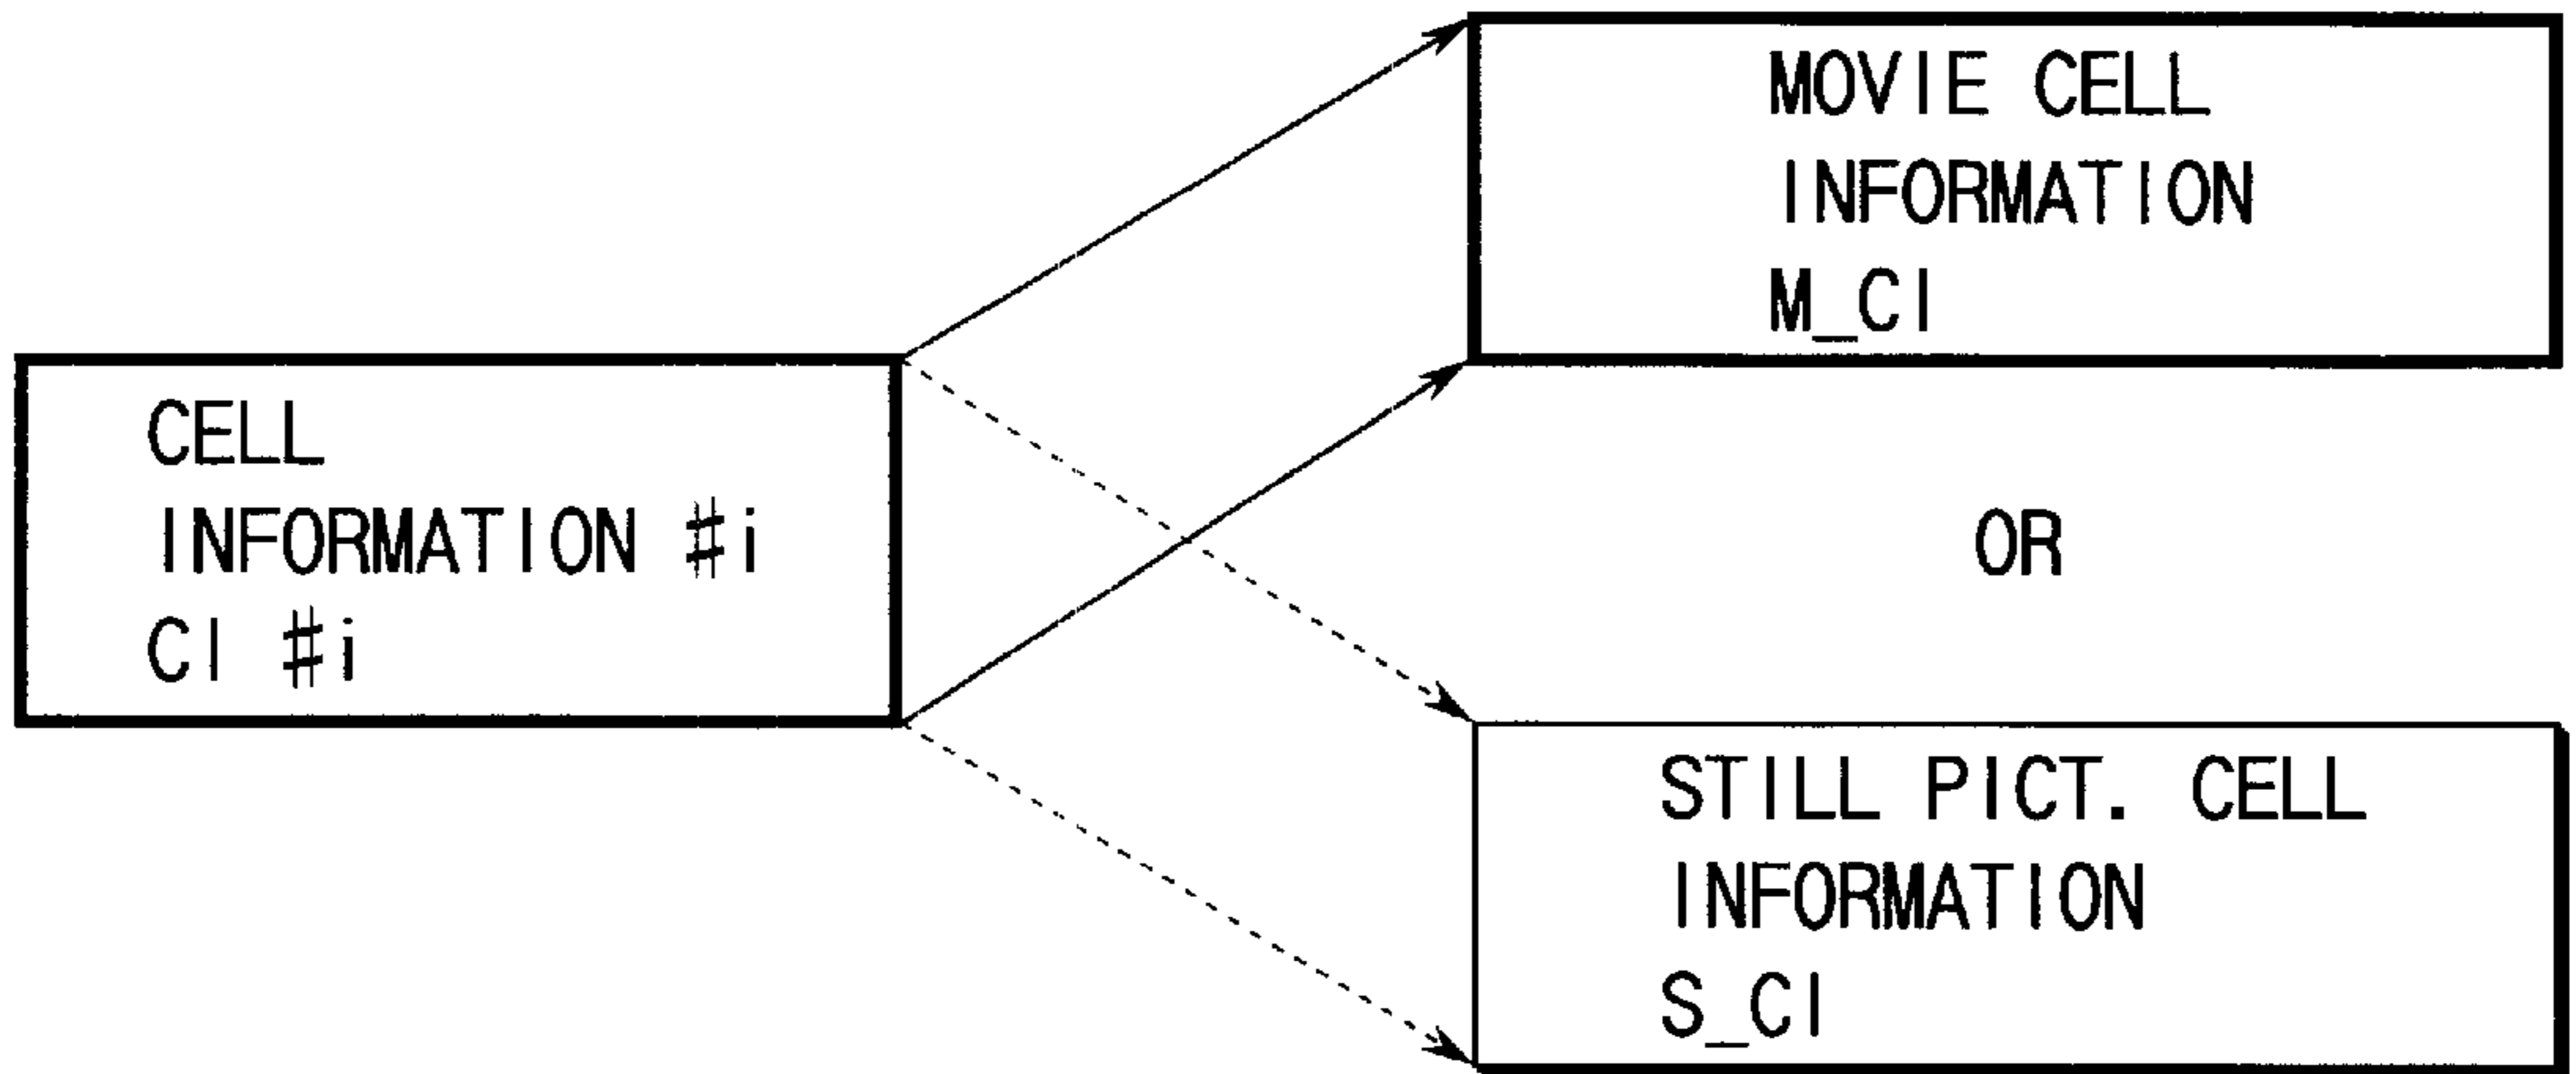 MOVIE CELL
INFORMATION
M_CI
CELL
INFORMATION #i
CI #i
OR
STILL PICT. CELL
INFORMATION
S_CI